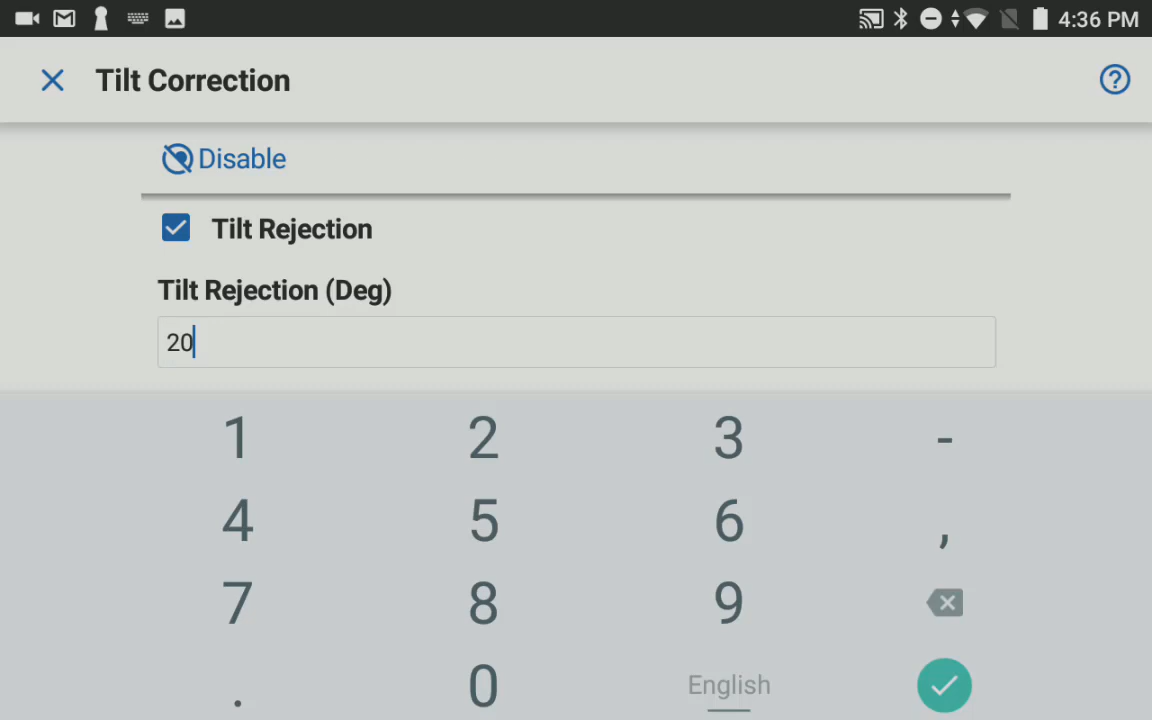 4:36 PM
Tilt Correction
Disable
Tilt Rejection
Tilt Rejection (Deg)
20
1 2 3 -
4 5 6 ,
7 8 9
. 0 English